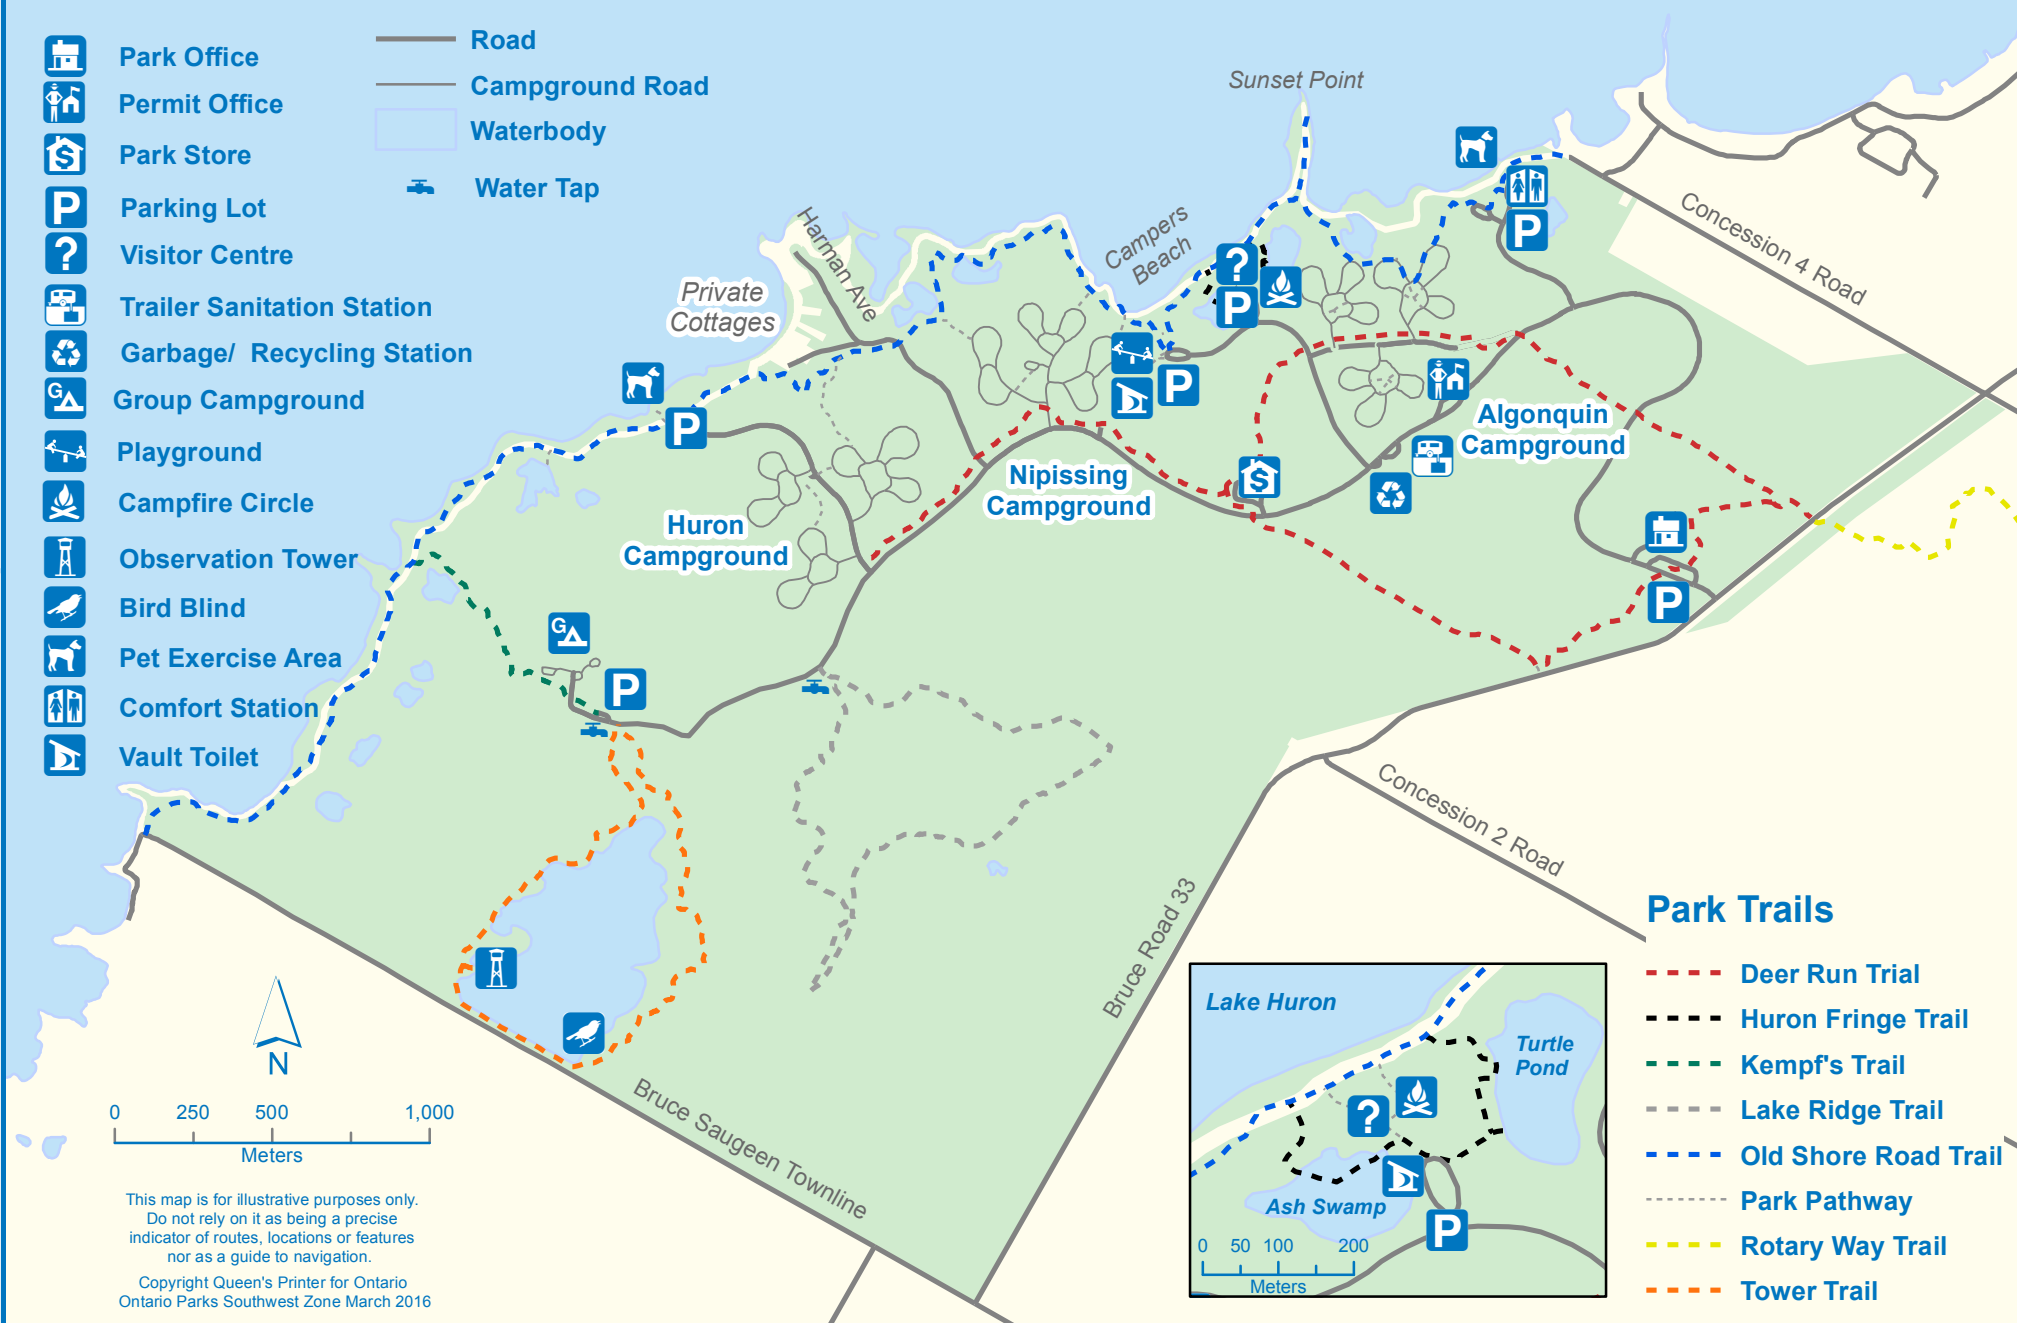 Park Office
Permit Office
Park Store
P
Parking Lot
?
Visitor Centre
Trailer Sanitation Station
Garbage/ Recycling Station
G
Group Campground
Playground
Campfire Circle
Observation Tower
Bird Blind
Pet Exercise Area
Comfort Station
Vault Toilet
Road
Campground Road
Waterbody
Water Tap
Sunset Point
Harman Ave
Private
Cottages
Campers
Beach
?
P
P
P
P
P
P
G
$
$
Concession 4 Road
Algonquin
Campground
Nipissing
Campground
Huron
Campground
Concession 2 Road
Bruce Road 33
Bruce Saugeen Townline
N
0 250 500 1,000
Meters
This map is for illustrative purposes only.
Do not rely on it as being a precise
indicator of routes, locations or features
nor as a guide to navigation.
Copyright Queen's Printer for Ontario
Ontario Parks Southwest Zone March 2016
Lake Huron
Turtle
Pond
?
Ash Swamp
P
0 50 100 200
Meters
Park Trails
Deer Run Trial
Huron Fringe Trail
Kempf's Trail
Lake Ridge Trail
Old Shore Road Trail
Park Pathway
Rotary Way Trail
Tower Trail